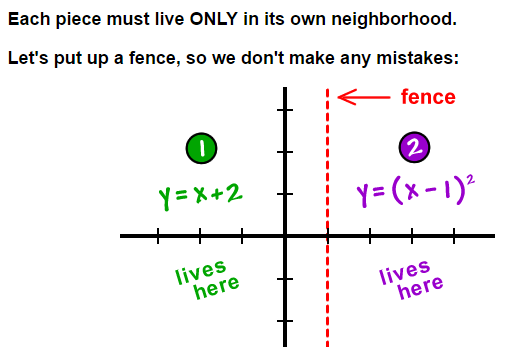 Each piece must live ONLY in its own neighborhood.
Let's put up a fence, so we don't make any mistakes:
fence
1
2
y=x+2
y=(x-1)²
lives
here
lives
here